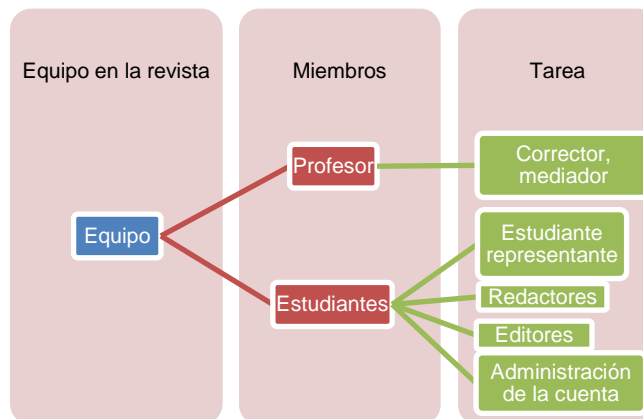 Equipo en la revista
Miembros
Tarea
Equipo
Profesor
Estudiantes
Corrector,
mediador
Estudiante
representante
Redactores
Editores
Administración
de la cuenta